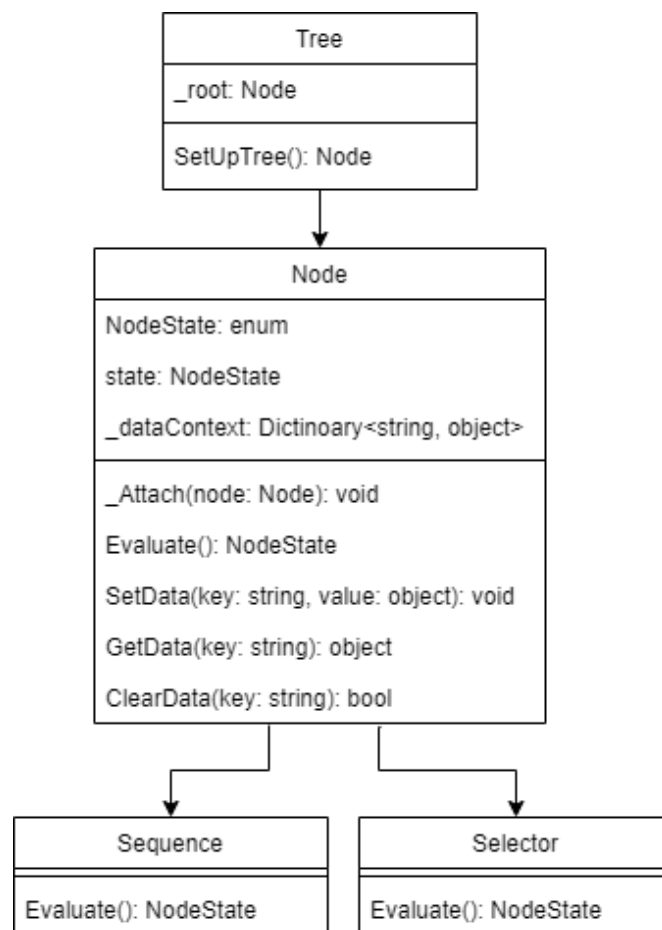 Tree
_root: Node
SetUpTree(): Node
Node
NodeState: enum
state: NodeState
_dataContext: Dictinoary<string, object>
_Attach(node: Node): void
Evaluate(): NodeState
SetData(key: string, value: object): void
GetData(key: string): object
ClearData(key: string): bool
Sequence
Selector
Evaluate(): NodeState
Evaluate(): NodeState